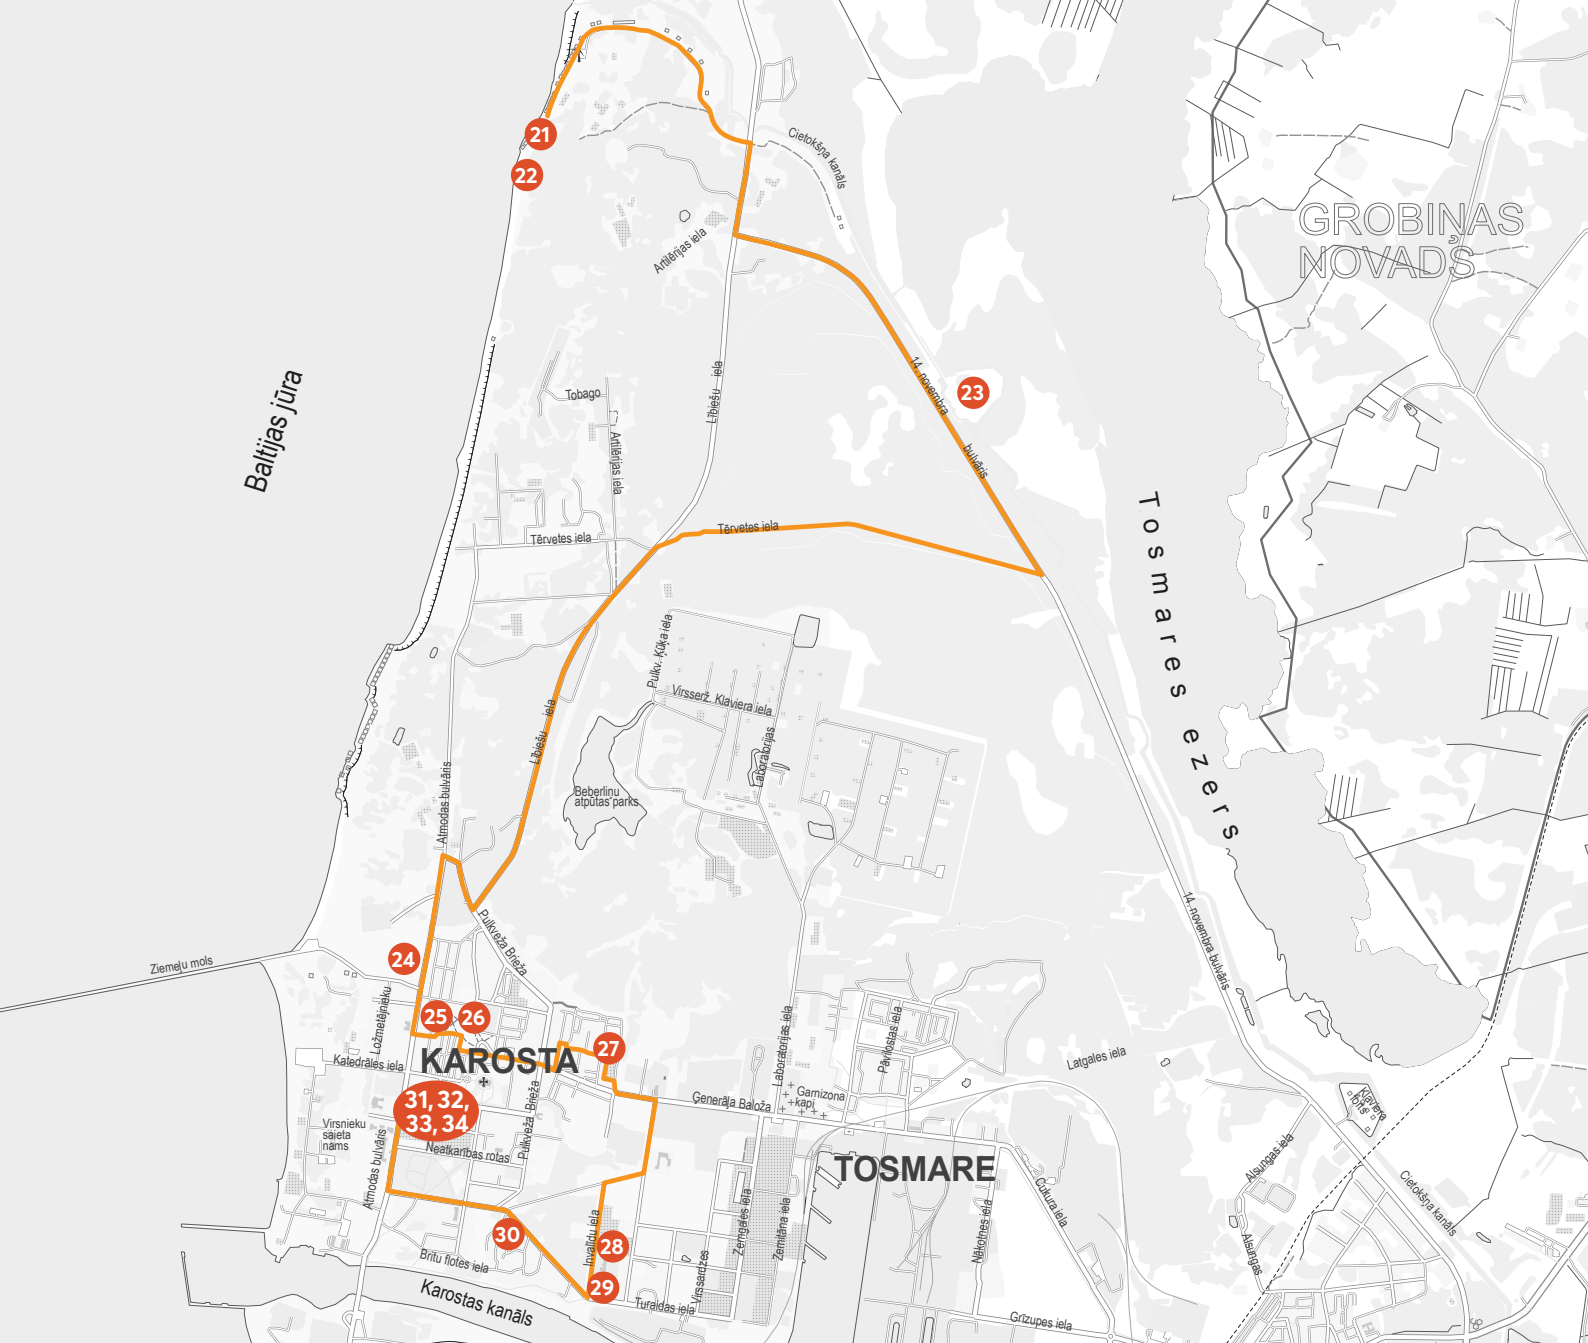 21
22
Cietokšņa kanāls
GROBIŅAS
NOVADS
Artilērijas iela
Baltijas jūra
Lībiešu iela
14. novembra bulvāris
23
Tobago
Artilērijas iela
Tērvetes iela
Tērvetes iela
Tosmares ezers
Pulkv. Kūķa iela
Virsserž. Klaviera iela
Lībiešu iela
Laboratorijas
Atmodas bulvāris
Beberliņu
atpūtas parks
14. novembra bulvāris
Pulkveža Brieža
24
Ziemeļu mols
Ložmetējnieku
25
26
27
KAROSTA
Katedrāles iela
Laboratorijas iela
Pāvilostas iela
Latgales iela
31, 32,
33, 34
Pulkveža Brieža
Ģenerāļa Baloža
Garnizona
kapi
Klaviera
Virsnieku
saieta
nams
Neatkarības rotas
Atmodas bulvāris
TOSMARE
Alsungas iela
Cukura iela
Cietokšņa kanāls
30
Invalīdu iela
28
Zemgales iela
Zemitāna iela
Nākotnes iela
Alsungas
Britu flotes iela
29
Virssardzes
Karostas kanāls
Turaidas iela
Grīzupes iela